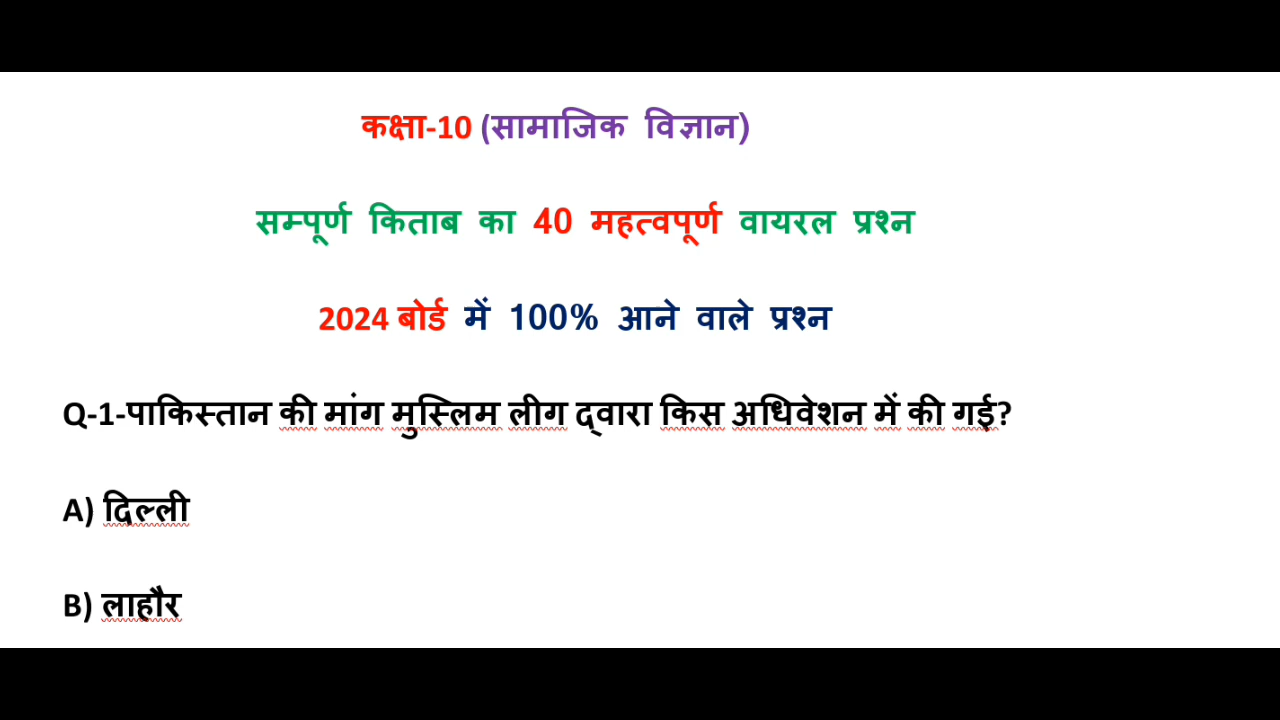 कक्षा-10 (सामाजिक विज्ञान)
सम्पूर्ण किताब का 40 महत्वपूर्ण वायरल प्रश्न
2024 बोर्ड में 100% आने वाले प्रश्न
Q-1-पाकिस्तान की मांग मुस्लिम लीग द्वारा किस अधिवेशन में की गई?
A) दिल्ली
B) लाहौर